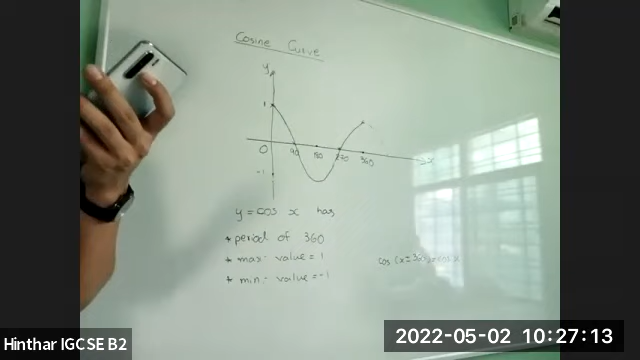 Cosine Curve
y
1
0 90 180 270 360 x
-1
y = cos x has
* period of 360
* max: value = 1
cos (x ± 360) = cos x
* min: value = -1
Hinthar IGCSE B2
2022-05-02 10:27:13